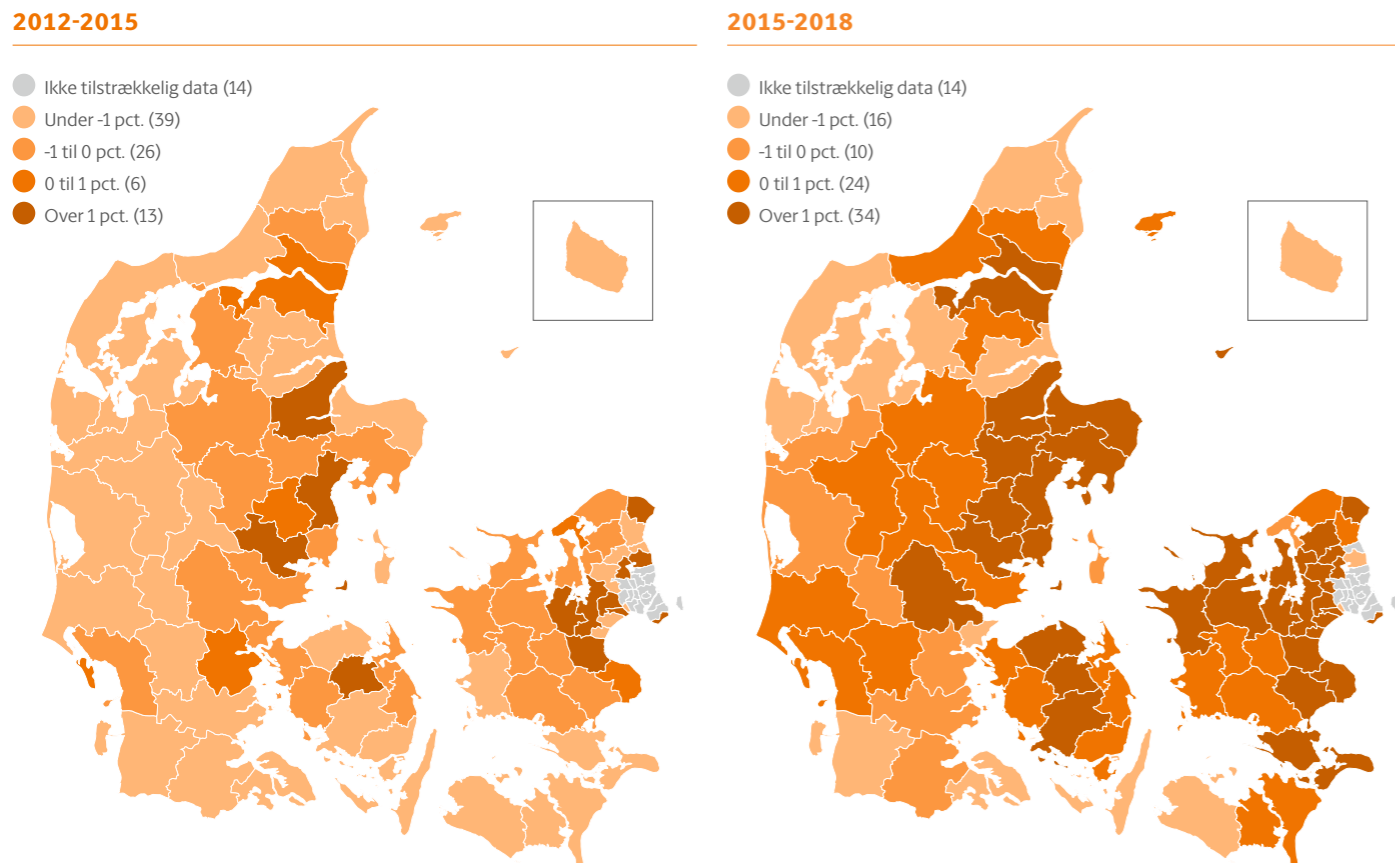 2012-2015
Ikke tilstrækkelig data (14)
Under -1 pct. (39)
-1 til 0 pct. (26)
0 til 1 pct. (6)
Over 1 pct. (13)
2015-2018
Ikke tilstrækkelig data (14)
Under -1 pct. (16)
-1 til 0 pct. (10)
0 til 1 pct. (24)
Over 1 pct. (34)